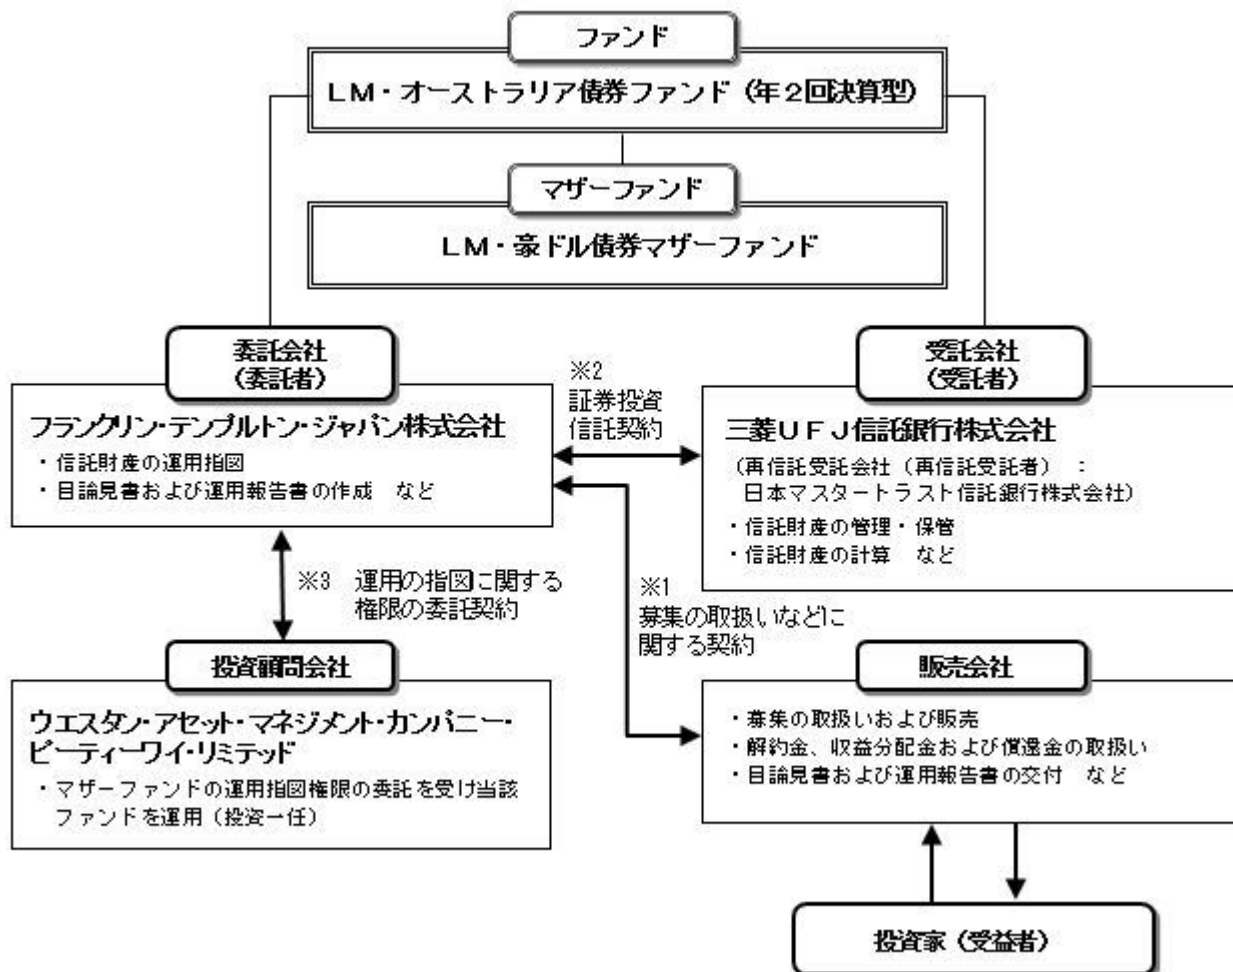 ファンド
LM・オーストラリア債券ファンド（年2回決算型）
マザーファンド
LM・豪ドル債券マザーファンド
委託会社
（委託者）
フランクリン・テンプルトン・ジャパン株式会社
・信託財産の運用指図
・目論見書および運用報告書の作成　など
※2
証券投資
信託契約
受託会社
（受託者）
三菱UFJ信託銀行株式会社
（再信託受託会社（再信託受託者）：
日本マスタートラスト信託銀行株式会社）
・信託財産の管理・保管
・信託財産の計算　など
※3　運用の指図に関する
権限の委託契約
※1
募集の取扱いなどに
関する契約
投資顧問会社
ウエスタン・アセット・マネジメント・カンパニー・
ピーティーワイ・リミテッド
・マザーファンドの運用指図権限の委託を受け当該
ファンドを運用（投資一任）
販売会社
・募集の取扱いおよび販売
・解約金、収益分配金および償還金の取扱い
・目論見書および運用報告書の交付　など
投資家（受益者）